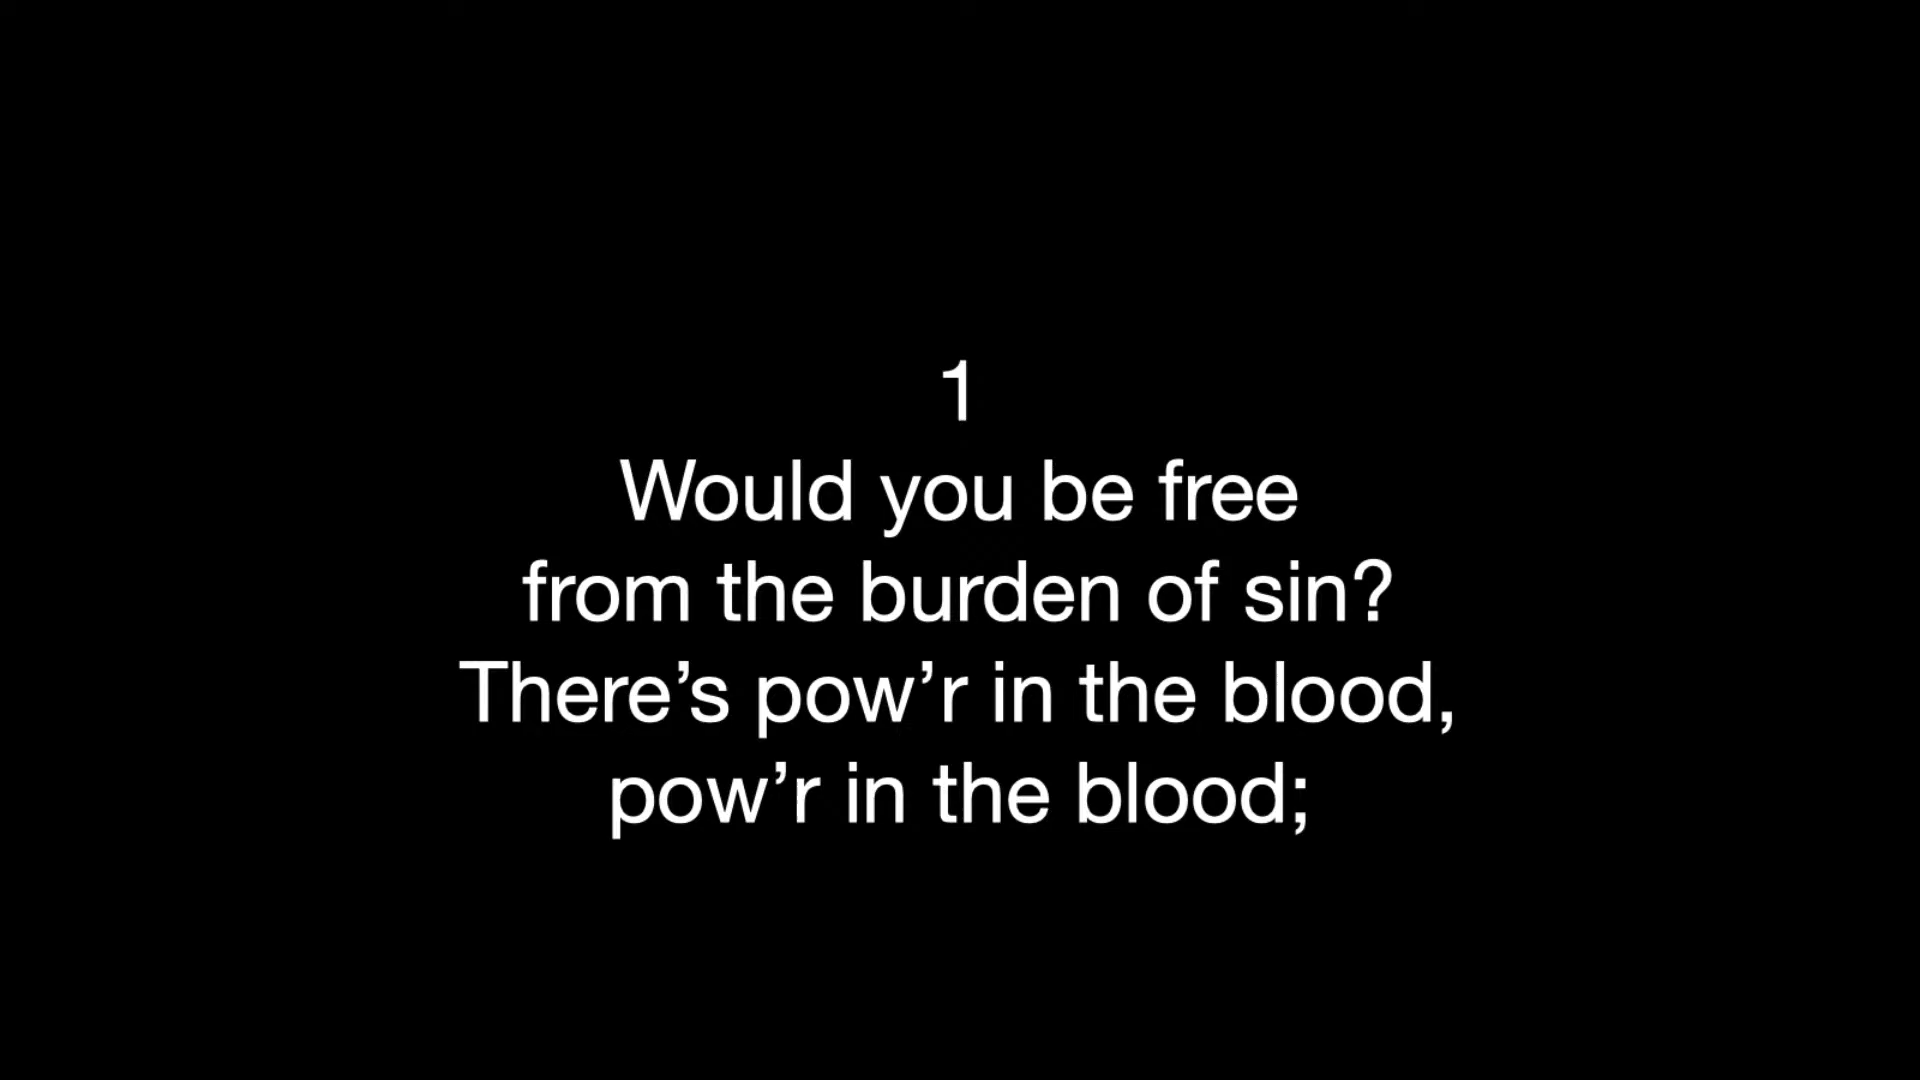 1
Would you be free
from the burden of sin?
There’s pow’r in the blood,
pow’r in the blood;